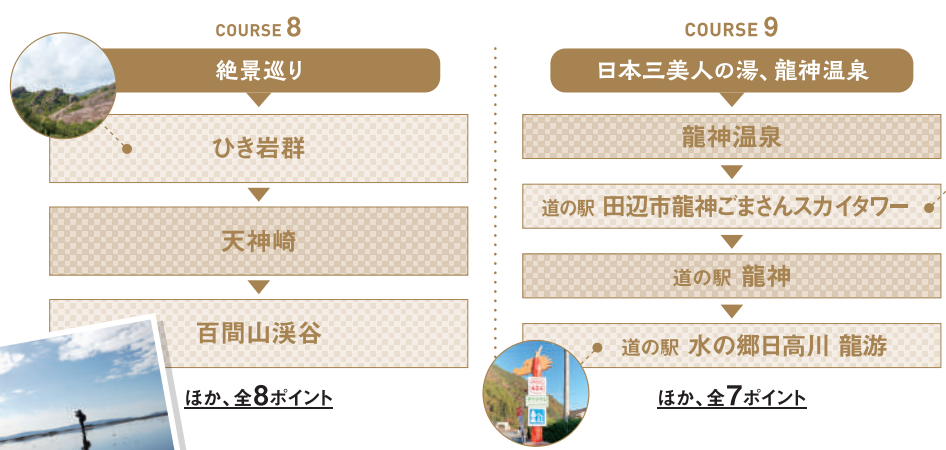 COURSE 8
絶景巡り
ひき岩群
天神崎
百間山渓谷
ほか、全8ポイント
COURSE 9
日本三美人の湯、龍神温泉
龍神温泉
道の駅 田辺市龍神ごまさんスカイタワー
道の駅 龍神
道の駅 水の郷日高川 龍游
ほか、全7ポイント